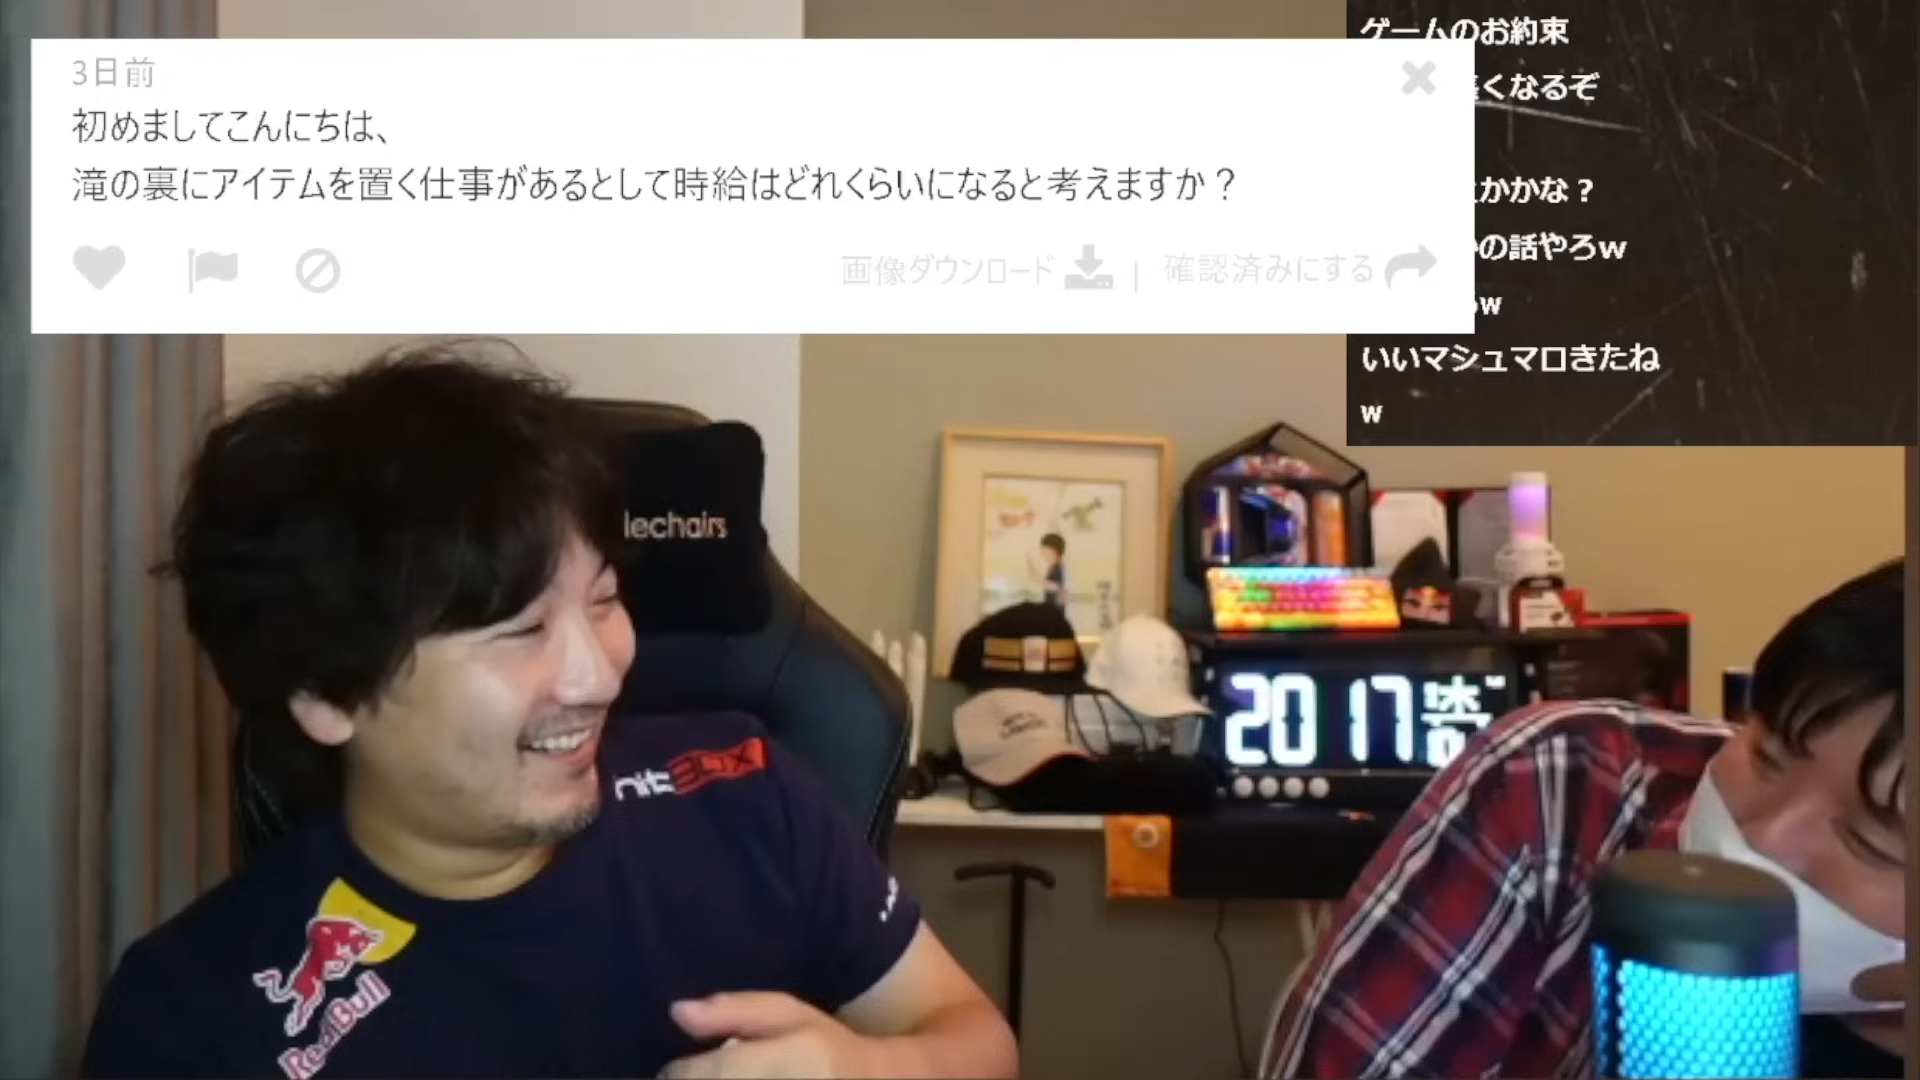 3日前
初めましてこんにちは、
滝の裏にアイテムを置く仕事があるとして時給はどれくらいになると考えますか？
画像ダウンロード
確認済みにする
ゲームのお約束
くなるぞ
かかな？
の話やろw
w
いいマシュマロきたね
w
lechairs
BOX
Red Bull
20 17